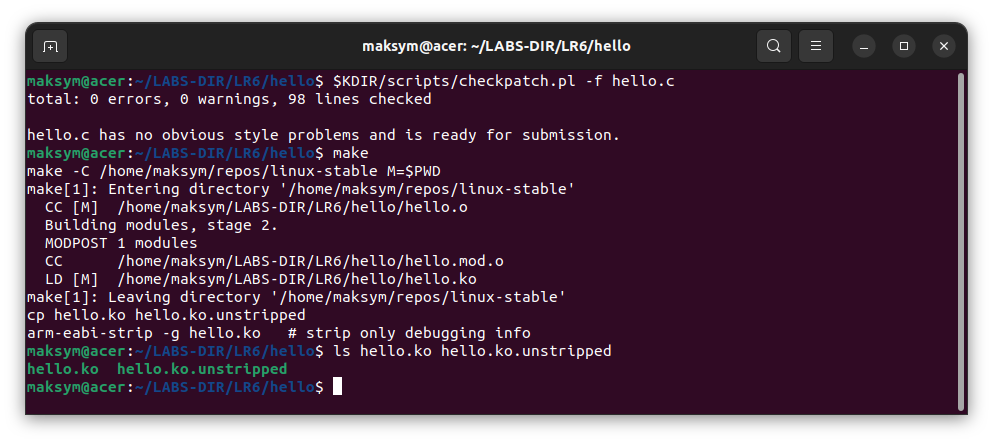 maksym@acer: ~/LABS-DIR/LR6/hello
maksym@acer:~/LABS-DIR/LR6/hello$ $KDIR/scripts/checkpatch.pl -f hello.c
total: 0 errors, 0 warnings, 98 lines checked
hello.c has no obvious style problems and is ready for submission.
maksym@acer:~/LABS-DIR/LR6/hello$ make
make -C /home/maksym/repos/linux-stable M=$PWD
make[1]: Entering directory '/home/maksym/repos/linux-stable'
  CC [M]  /home/maksym/LABS-DIR/LR6/hello/hello.o
  Building modules, stage 2.
  MODPOST 1 modules
  CC      /home/maksym/LABS-DIR/LR6/hello/hello.mod.o
  LD [M]  /home/maksym/LABS-DIR/LR6/hello/hello.ko
make[1]: Leaving directory '/home/maksym/repos/linux-stable'
cp hello.ko hello.ko.unstripped
arm-eabi-strip -g hello.ko   # strip only debugging info
maksym@acer:~/LABS-DIR/LR6/hello$ ls hello.ko hello.ko.unstripped
hello.ko  hello.ko.unstripped
maksym@acer:~/LABS-DIR/LR6/hello$